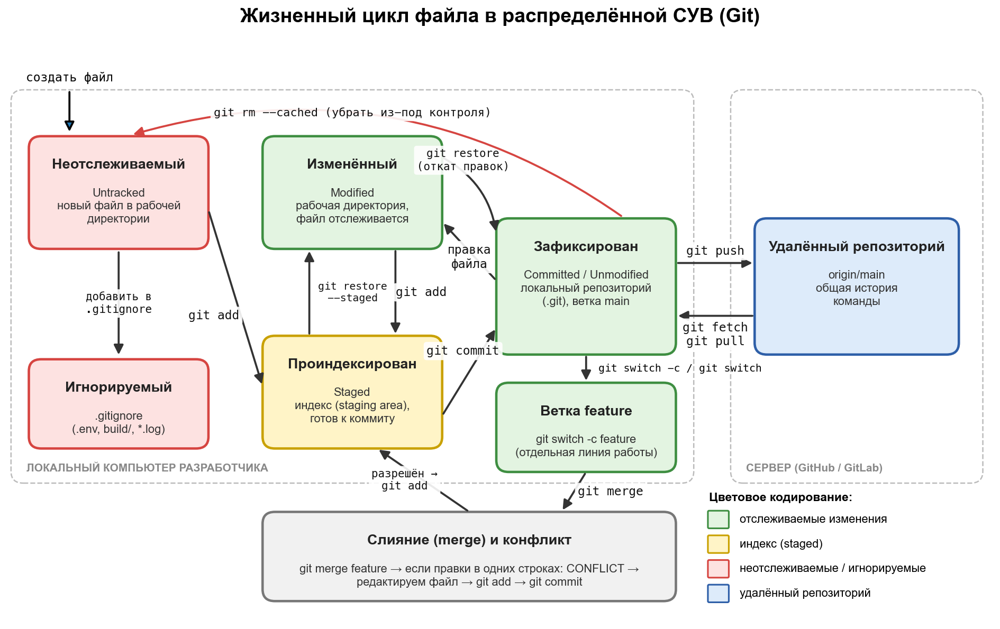 Жизненный цикл файла в распределённой СУВ (Git)
создать файл
git rm −−cached (убрать из−под контроля)
Неотслеживаемый
Untracked
новый файл в рабочей
директории
Изменённый
Modified
рабочая директория,
файл отслеживается
git restore
(откат правок)
правка
файла
Зафиксирован
Committed / Unmodified
локальный репозиторий
(.git), ветка main
git push
Удалённый репозиторий
origin/main
общая история
команды
git fetch
git pull
добавить в
.gitignore
git add
git restore
−−staged
git add
git commit
Игнорируемый
.gitignore
(.env, build/, *.log)
Проиндексирован
Staged
индекс (staging area),
готов к коммиту
git switch −c / git switch
Ветка feature
git switch -c feature
(отдельная линия работы)
ЛОКАЛЬНЫЙ КОМПЬЮТЕР РАЗРАБОТЧИКА
СЕРВЕР (GitHub / GitLab)
разрешён →
git add
git merge
Слияние (merge) и конфликт
git merge feature → если правки в одних строках: CONFLICT →
редактируем файл → git add → git commit
Цветовое кодирование:
отслеживаемые изменения
индекс (staged)
неотслеживаемые / игнорируемые
удалённый репозиторий